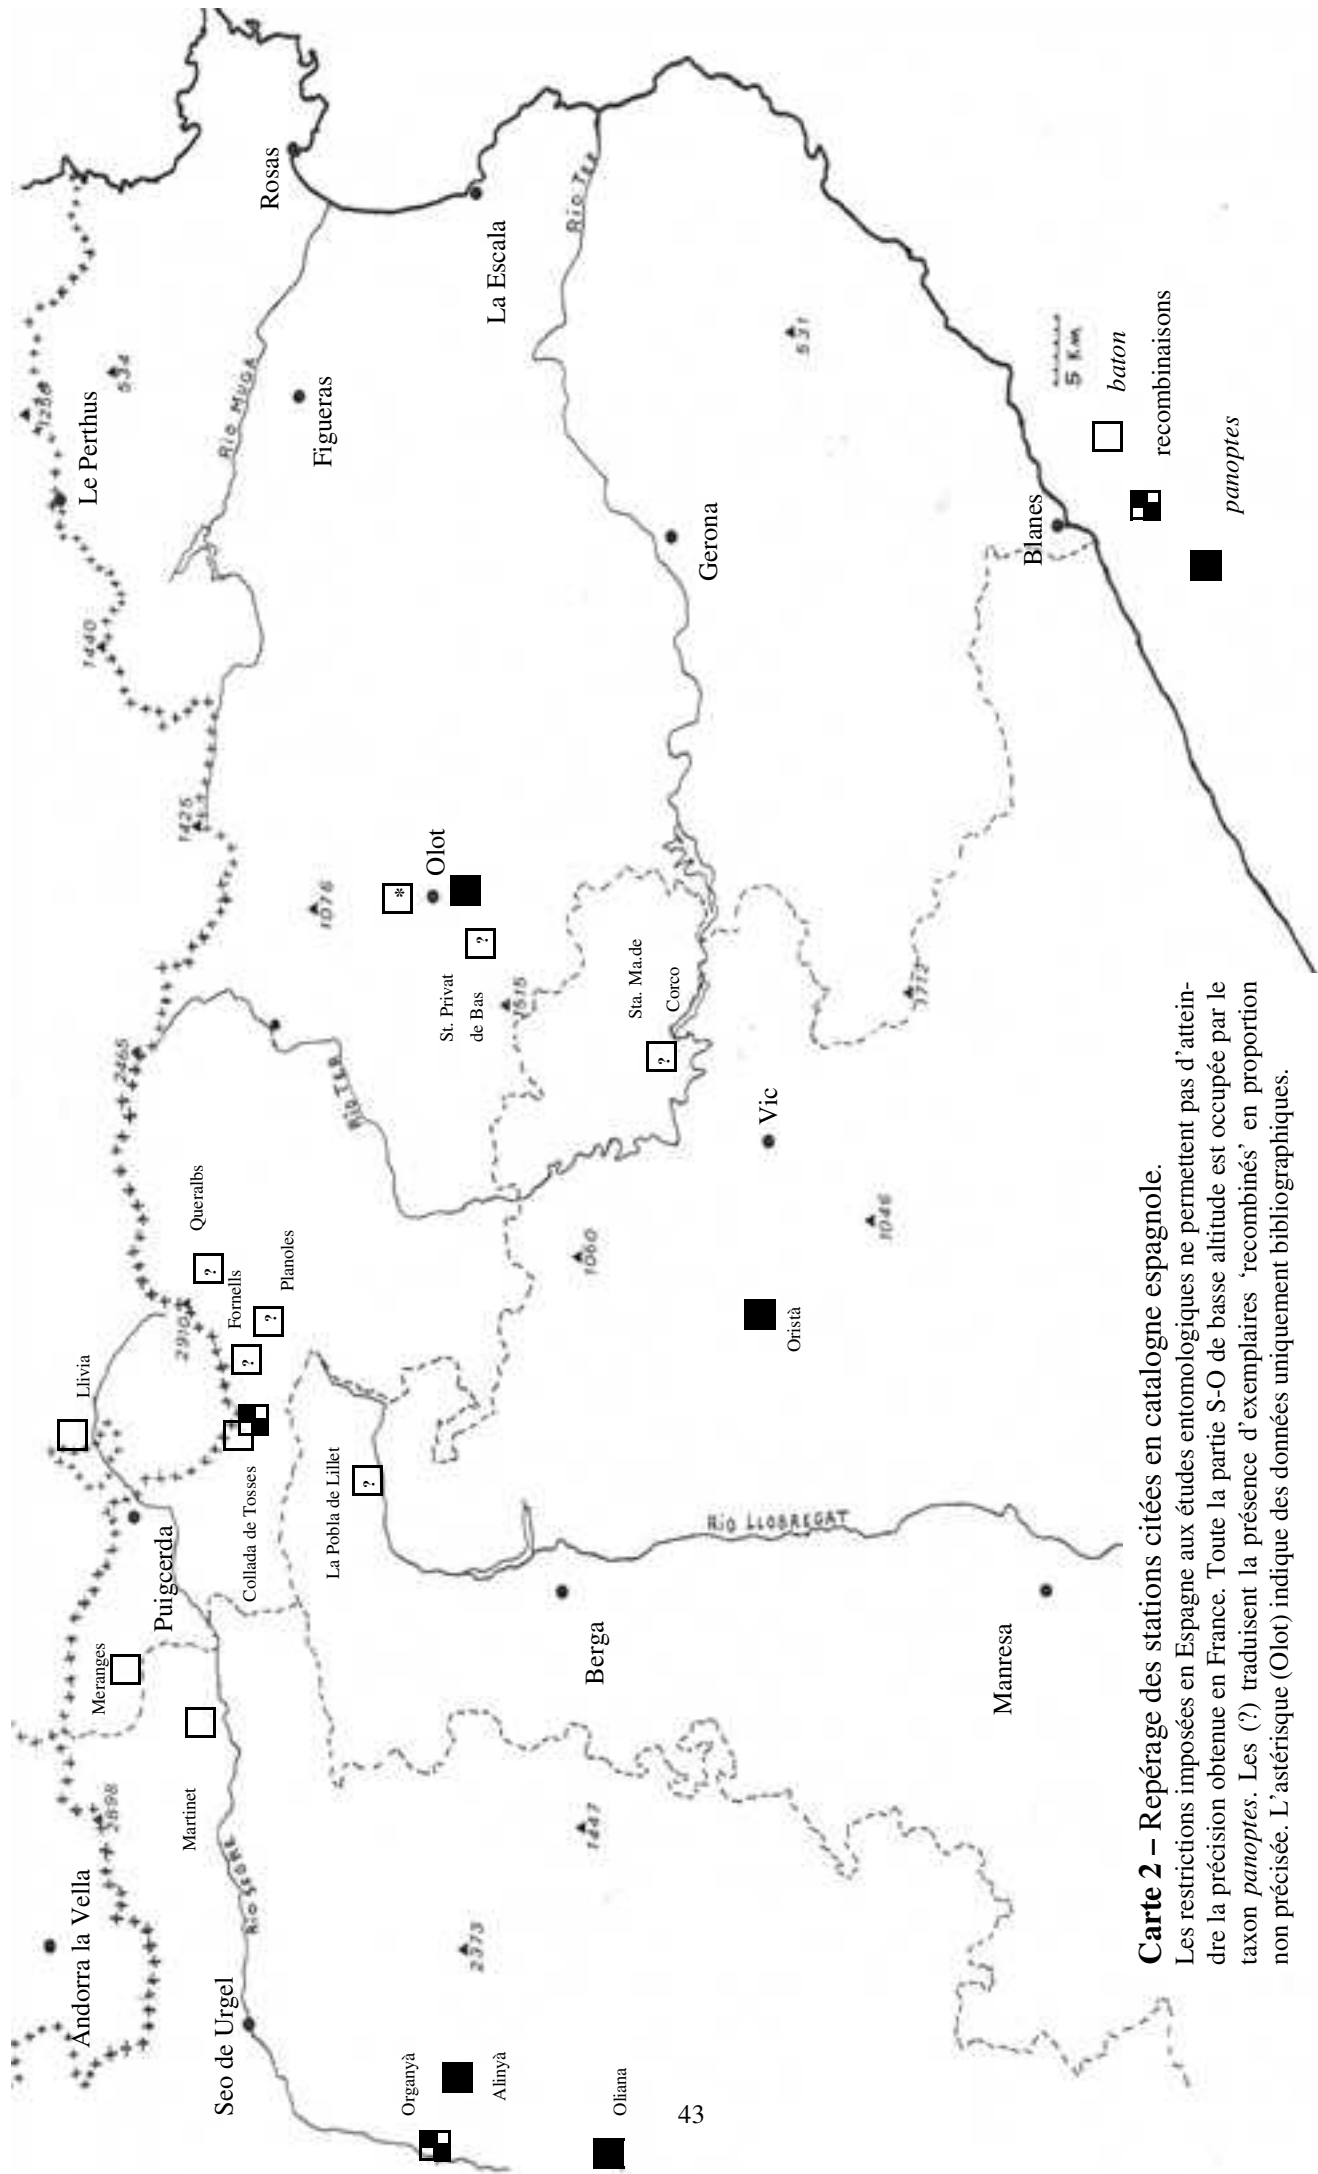 Le Perthus
1256
534
1440
1425
Rosas
RIO MUGA
Figueras
La Escala
RIO TER
Gerona
531
Blanes
5 Km
baton
recombinaisons
panoptes
1076
*
Olot
?
St. Privat
de Bas
1515
Sta. Ma.de
Corco
?
1712
2465
RIO TER
Vic
1046
1060
Oristà
Queralbs
?
Fornells
?
Planoles
?
2910
Llivia
Collada de Tosses
La Pobla de Lillet
?
RIO LLOBREGAT
Puigcerda
Meranges
Martinet
Berga
Manresa
2898
Andorra la Vella
RIO SEGRE
Seo de Urgel
1447
2373
Organyà
Alinyà
Oliana
Carte 2 – Repérage des stations citées en catalogne espagnole.
Les restrictions imposées en Espagne aux études entomologiques ne permettent pas d'attein-
dre la précision obtenue en France. Toute la partie S-O de basse altitude est occupée par le
taxon panoptes. Les (?) traduisent la présence d'exemplaires ‘recombinés’ en proportion
non précisée. L'astérisque (Olot) indique des données uniquement bibliographiques.
43